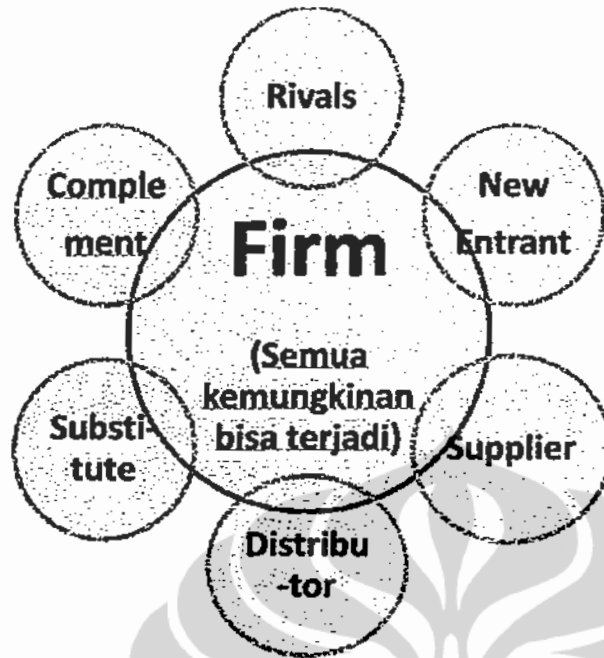 Rivals
New
Entrant
Supplier
Distribu
-tor
Substi-
tute
Comple
ment
Firm
(Semua
kemungkinan
bisa terjadi)